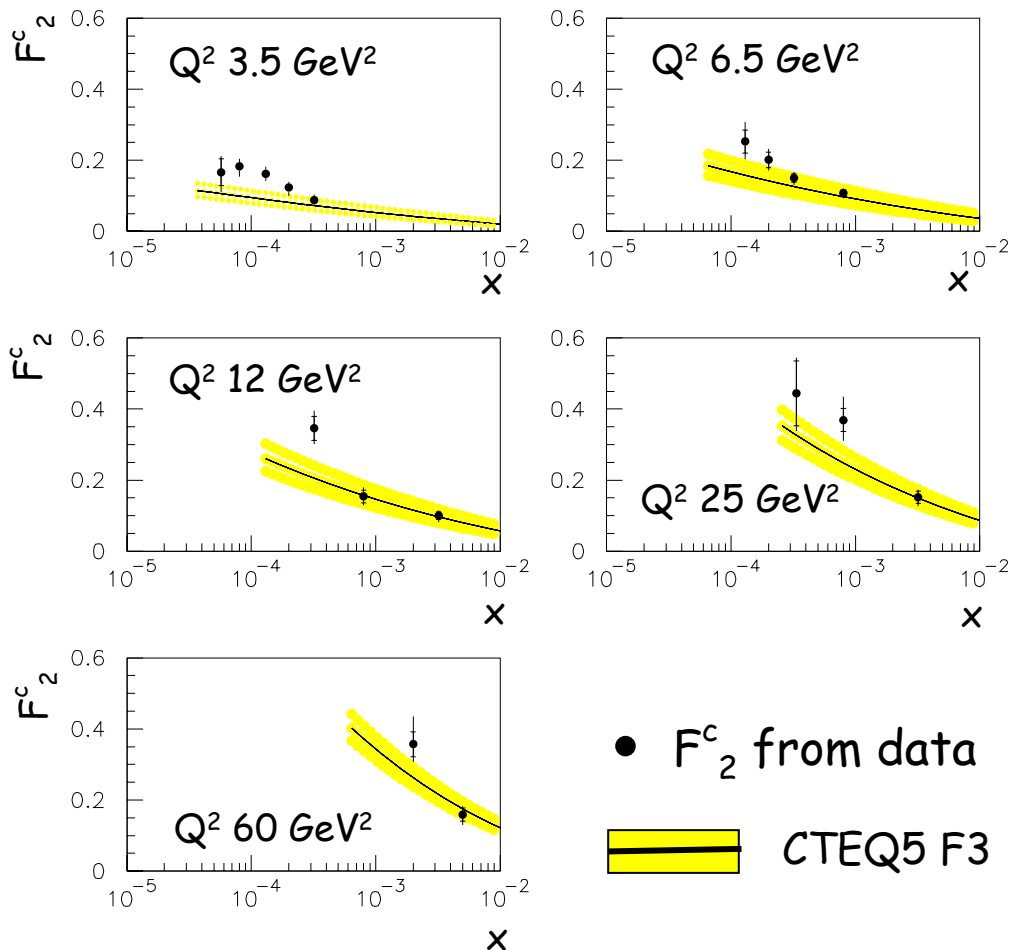 F^c_2
0.6
0.4
0.2
0
Q² 3.5 GeV²
10^-5 10^-4 10^-3 10^-2
x
0.6
0.4
0.2
0
Q² 6.5 GeV²
10^-5 10^-4 10^-3 10^-2
x
F^c_2
0.6
0.4
0.2
0
Q² 12 GeV²
10^-5 10^-4 10^-3 10^-2
x
0.6
0.4
0.2
0
Q² 25 GeV²
10^-5 10^-4 10^-3 10^-2
x
F^c_2
0.6
0.4
0.2
0
Q² 60 GeV²
10^-5 10^-4 10^-3 10^-2
x
F^c_2 from data
CTEQ5 F3